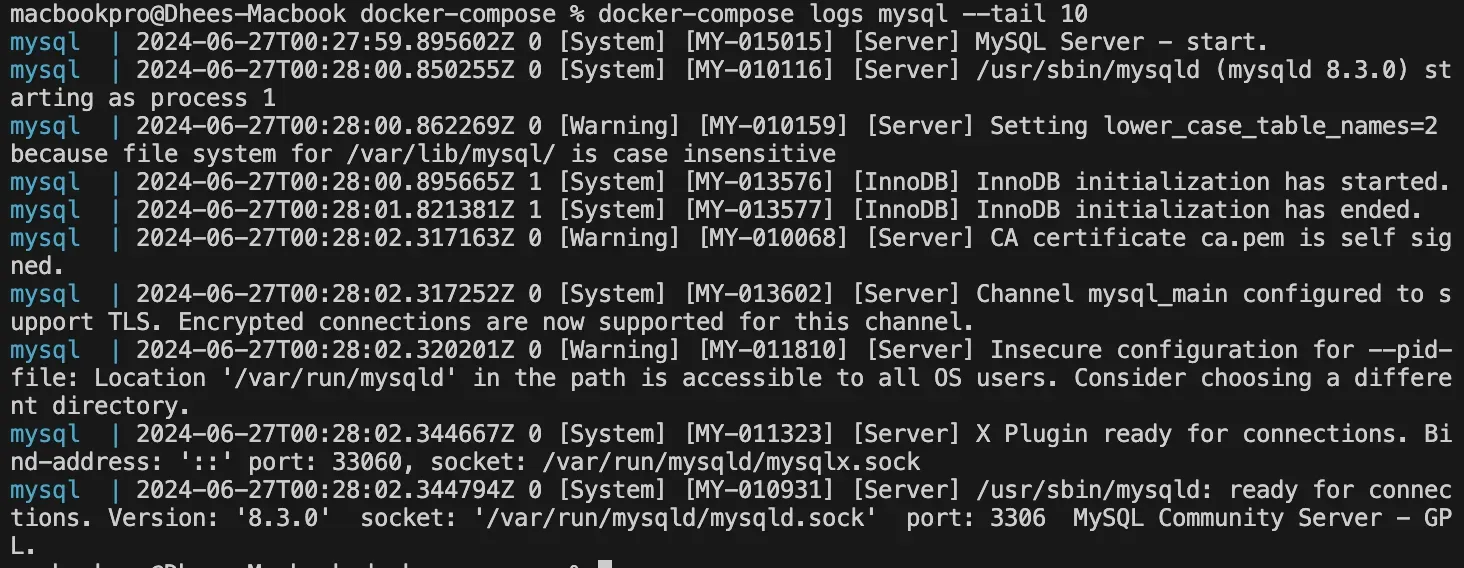 macbookpro@Dhees-Macbook docker-compose % docker-compose logs mysql --tail 10
mysql  | 2024-06-27T00:27:59.895602Z 0 [System] [MY-015015] [Server] MySQL Server - start.
mysql  | 2024-06-27T00:28:00.850255Z 0 [System] [MY-010116] [Server] /usr/sbin/mysqld (mysqld 8.3.0) st
arting as process 1
mysql  | 2024-06-27T00:28:00.862269Z 0 [Warning] [MY-010159] [Server] Setting lower_case_table_names=2
because file system for /var/lib/mysql/ is case insensitive
mysql  | 2024-06-27T00:28:00.895665Z 1 [System] [MY-013576] [InnoDB] InnoDB initialization has started.
mysql  | 2024-06-27T00:28:01.821381Z 1 [System] [MY-013577] [InnoDB] InnoDB initialization has ended.
mysql  | 2024-06-27T00:28:02.317163Z 0 [Warning] [MY-010068] [Server] CA certificate ca.pem is self sig
ned.
mysql  | 2024-06-27T00:28:02.317252Z 0 [System] [MY-013602] [Server] Channel mysql_main configured to s
upport TLS. Encrypted connections are now supported for this channel.
mysql  | 2024-06-27T00:28:02.320201Z 0 [Warning] [MY-011810] [Server] Insecure configuration for --pid-
file: Location '/var/run/mysqld' in the path is accessible to all OS users. Consider choosing a differe
nt directory.
mysql  | 2024-06-27T00:28:02.344667Z 0 [System] [MY-011323] [Server] X Plugin ready for connections. Bi
nd-address: '::' port: 33060, socket: /var/run/mysqld/mysqlx.sock
mysql  | 2024-06-27T00:28:02.344794Z 0 [System] [MY-010931] [Server] /usr/sbin/mysqld: ready for connec
tions. Version: '8.3.0'  socket: '/var/run/mysqld/mysqld.sock'  port: 3306  MySQL Community Server - GP
L.